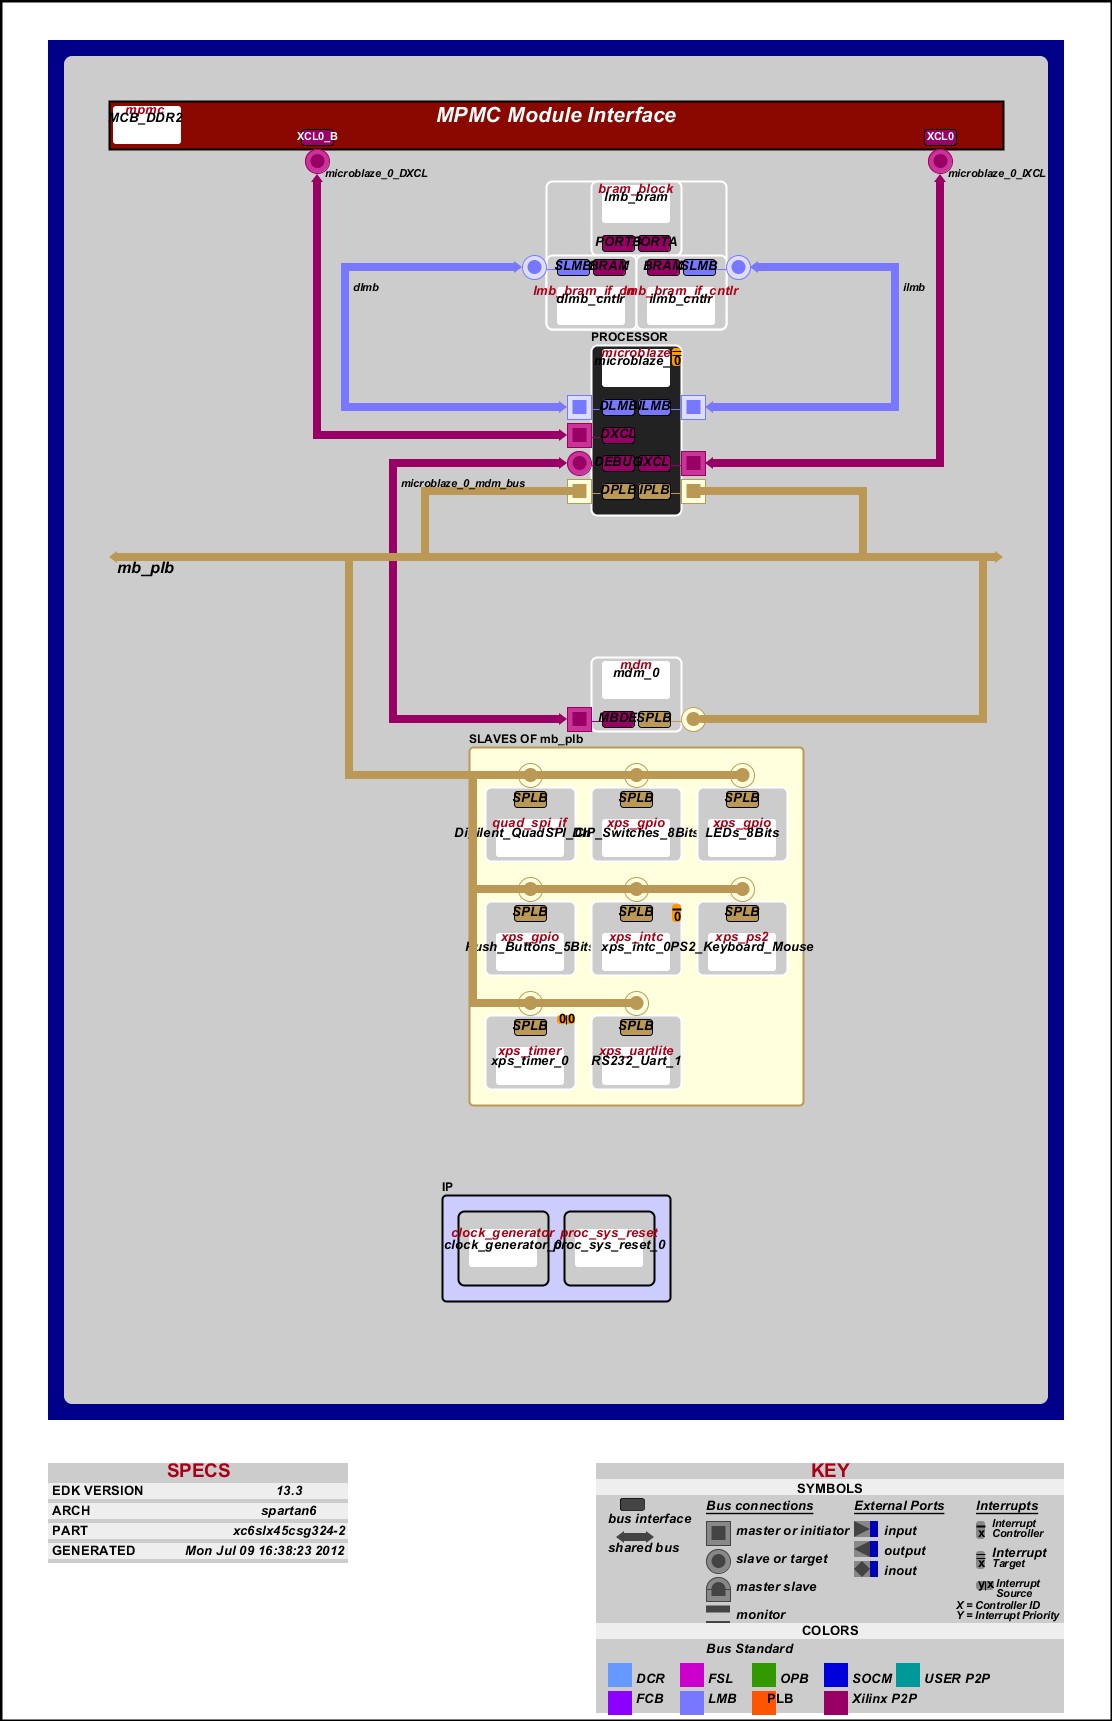 mpmc
MCB_DDR2
MPMC Module Interface
XCL0_B
XCL0
microblaze_0_DXCL
microblaze_0_IXCL
bram_block
lmb_bram
PORTB PORTA
SLMB BRAM BRAM SLMB
dlmb
ilmb
lmb_bram_if_cntlr lmb_bram_if_cntlr
dlmb_cntlr ilmb_cntlr
PROCESSOR
microblaze
microblaze_0
0
DLMB ILMB
DXCL
DEBUG IXCL
microblaze_0_mdm_bus
DPLB IPLB
mb_plb
mdm
mdm_0
MBDEBUG SPLB
SLAVES OF mb_plb
SPLB SPLB SPLB
quad_spi_if xps_gpio xps_gpio
Digilent_QuadSPI_Cntlr DIP_Switches_8Bits LEDs_8Bits
SPLB SPLB 0 SPLB
xps_gpio xps_intc xps_ps2
Push_Buttons_5Bits xps_intc_0 PS2_Keyboard_Mouse
0|0
SPLB SPLB
xps_timer xps_uartlite
xps_timer_0 RS232_Uart_1
IP
clock_generator proc_sys_reset
clock_generator_0 proc_sys_reset_0
SPECS
EDK VERSION 13.3
ARCH spartan6
PART xc6slx45csg324-2
GENERATED Mon Jul 09 16:38:23 2012
KEY
SYMBOLS
bus interface
shared bus
Bus connections
master or initiator
slave or target
master slave
monitor
External Ports
input
output
inout
Interrupts
x Interrupt
Controller
x Interrupt
Target
y|x Interrupt
Source
X = Controller ID
Y = Interrupt Priority
COLORS
Bus Standard
DCR FSL OPB SOCM USER P2P
FCB LMB PLB Xilinx P2P